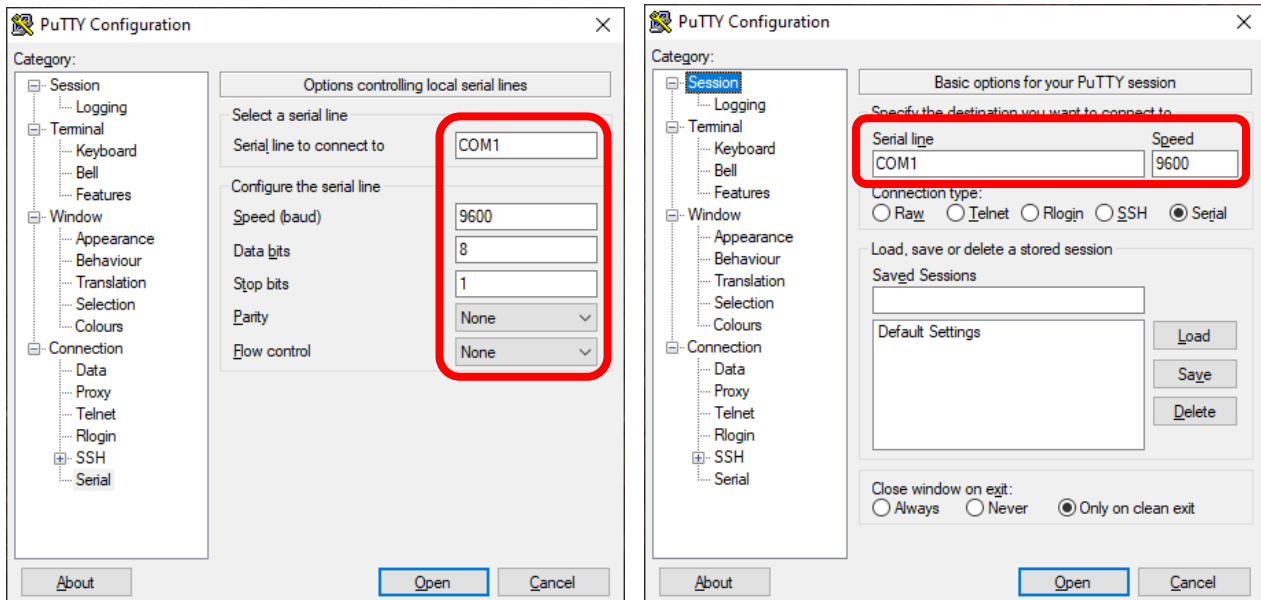 PuTTY Configuration
Category:
Session
Logging
Terminal
Keyboard
Bell
Features
Window
Appearance
Behaviour
Translation
Selection
Colours
Connection
Data
Proxy
Telnet
Rlogin
SSH
Serial
Options controlling local serial lines
Select a serial line
Serial line to connect to COM1
Configure the serial line
Speed (baud) 9600
Data bits 8
Stop bits 1
Parity None
Flow control None
About Open Cancel
PuTTY Configuration
Category:
Session
Logging
Terminal
Keyboard
Bell
Features
Window
Appearance
Behaviour
Translation
Selection
Colours
Connection
Data
Proxy
Telnet
Rlogin
SSH
Serial
Basic options for your PuTTY session
Specify the destination you want to connect to
Serial line Speed
COM1 9600
Connection type:
Raw Telnet Rlogin SSH Serial
Load, save or delete a stored session
Saved Sessions
Default Settings
Load
Save
Delete
Close window on exit:
Always Never Only on clean exit
About Open Cancel